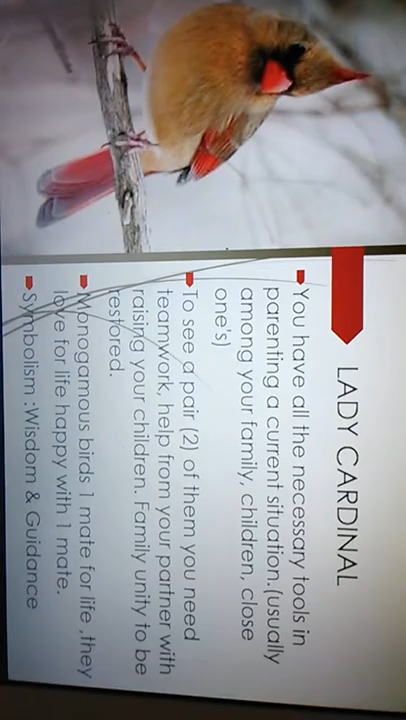 LADY CARDINAL
You have all the necessary tools in
parenting a current situation.(usually
among your family, children, close
one's)
To see a pair (2) of them you need
teamwork, help from your partner with
raising your children. Family unity to be
restored.
Monogamous birds 1 mate for life ,they
love for life happy with 1 mate.
Symbolism :Wisdom & Guidance